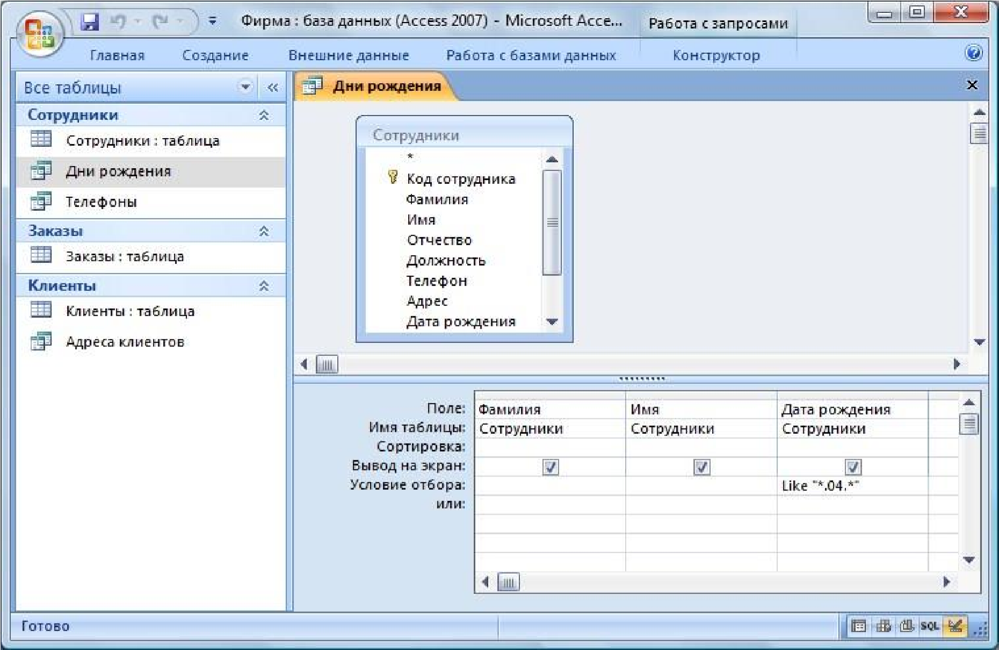 Фирма : база данных (Access 2007) - Microsoft Acce...
Работа с запросами
Главная
Создание
Внешние данные
Работа с базами данных
Конструктор
Все таблицы
Сотрудники
Сотрудники : таблица
Дни рождения
Телефоны
Заказы
Заказы : таблица
Клиенты
Клиенты : таблица
Адреса клиентов
Дни рождения
Сотрудники
*
Код сотрудника
Фамилия
Имя
Отчество
Должность
Телефон
Адрес
Дата рождения
Поле: Фамилия Имя Дата рождения
Имя таблицы: Сотрудники Сотрудники Сотрудники
Сортировка:
Вывод на экран:
Условие отбора: Like "*.04.*"
или:
Готово
SQL